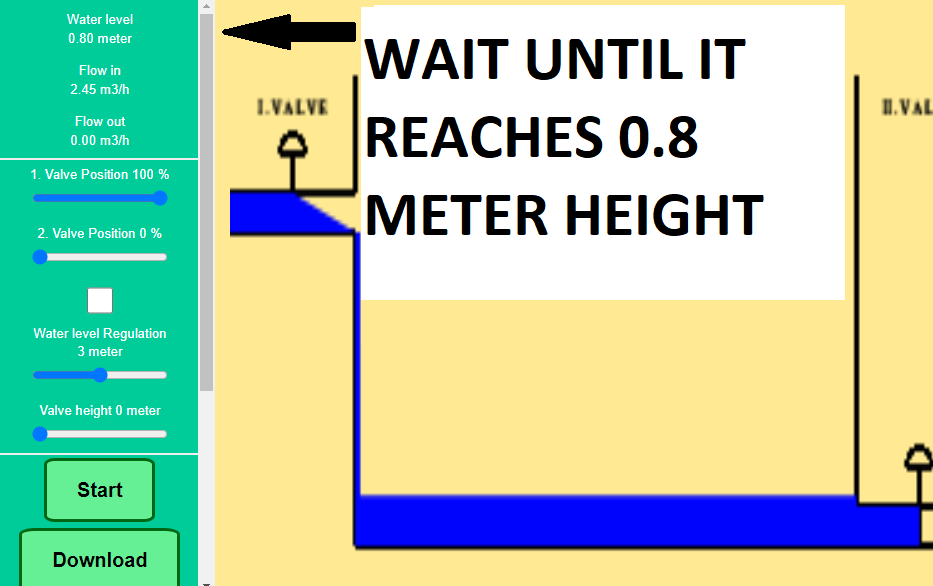 Water level
0.80 meter
Flow in
2.45 m3/h
Flow out
0.00 m3/h
1. Valve Position 100 %
2. Valve Position 0 %
Water level Regulation
3 meter
Valve height 0 meter
Start
Download
I.VALVE
WAIT UNTIL IT
REACHES 0.8
METER HEIGHT
II.VAL